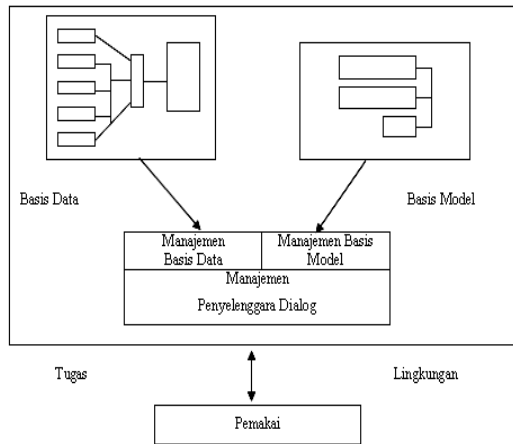 Basis Data
Basis Model
Manajemen
Basis Data
Manajemen Basis
Model
Manajemen
Penyelenggara Dialog
Tugas
Lingkungan
Pemakai